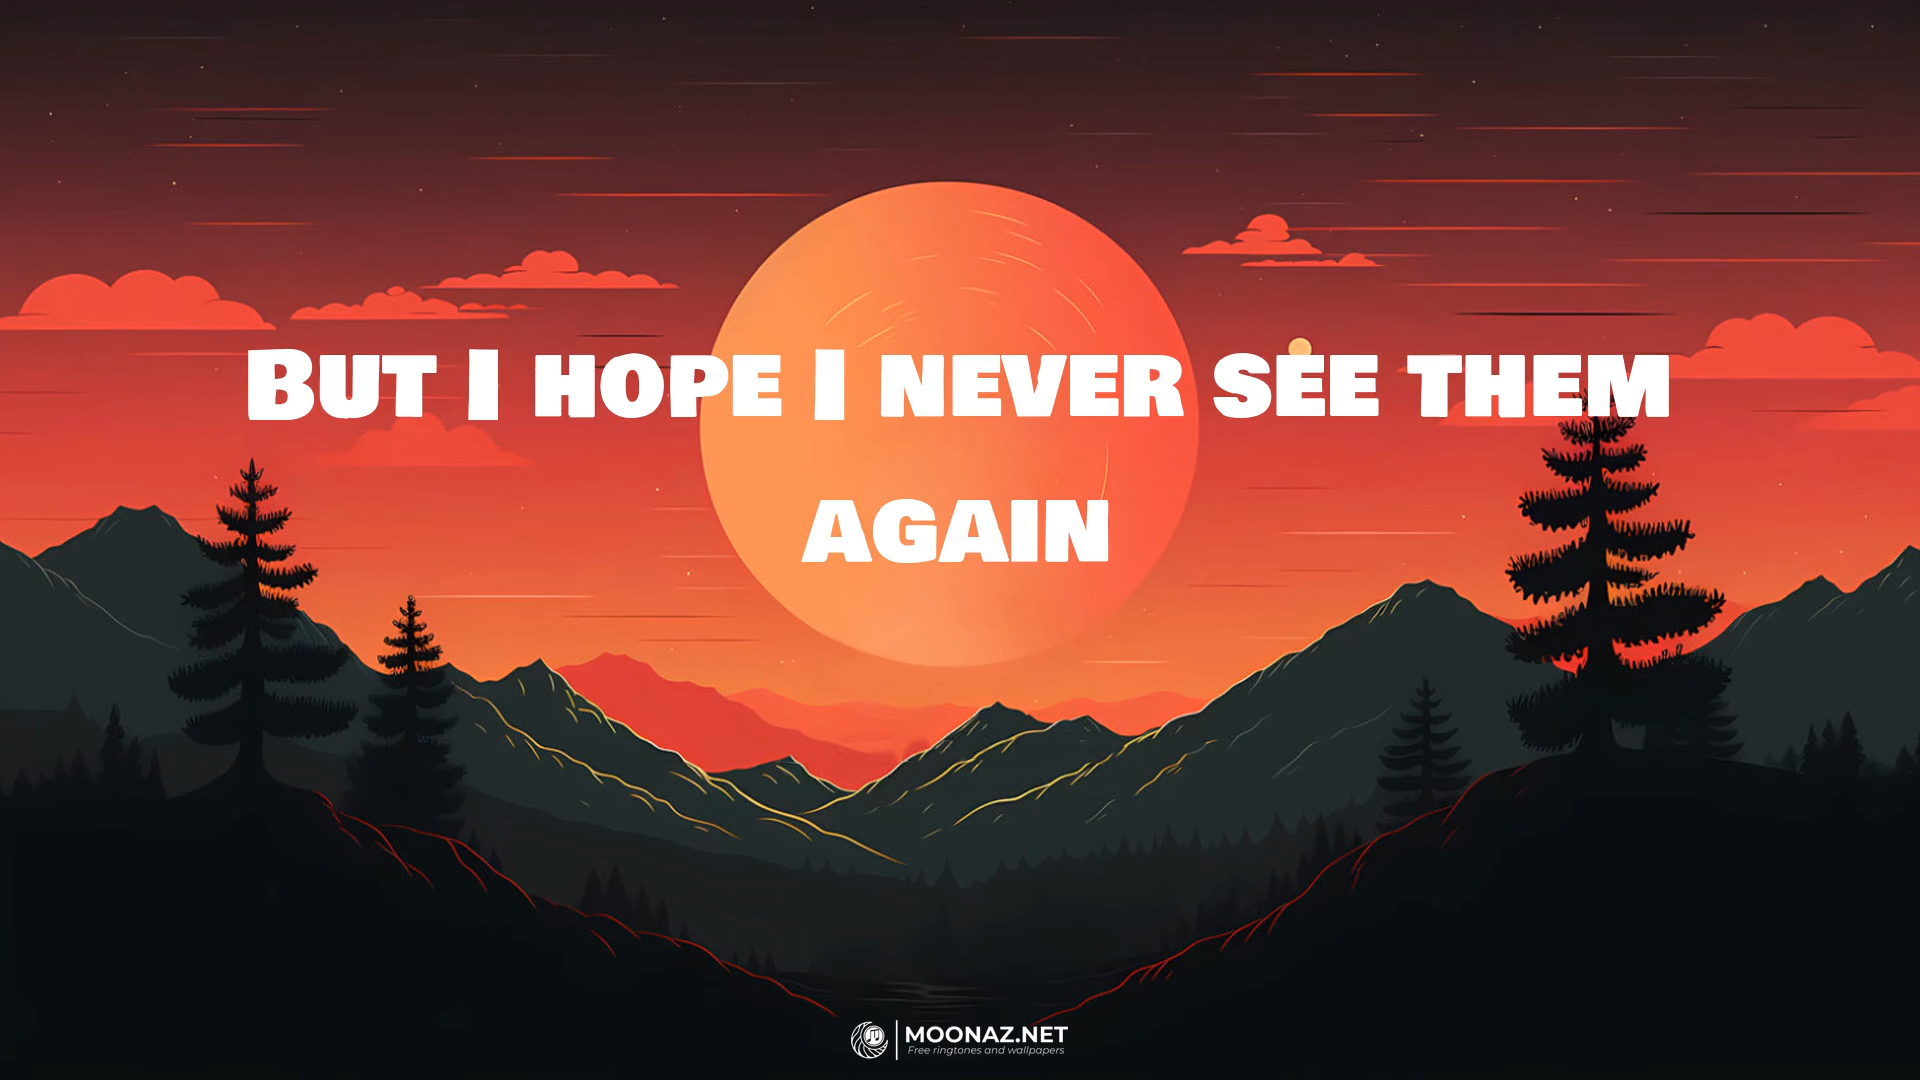 But I hope I never see them
again
MOONAZ.NET
Free ringtones and wallpapers